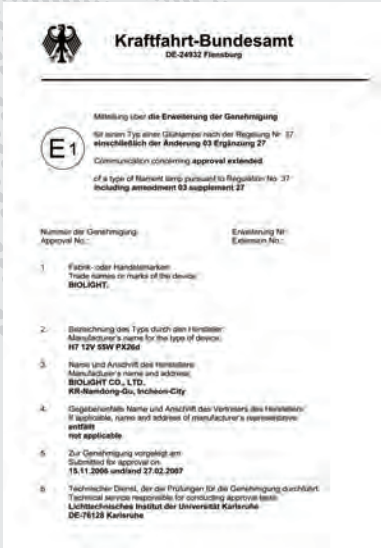 Kraftfahrt-Bundesamt
DE-24932 Flensburg
Mitteilung über die Erweiterung der Genehmigung
für einen Typ einer Glühlampe nach der Regelung Nr. 37
einschließlich der Änderung 03 Ergänzung 27
E1
Communication concerning approval extended
of a type of filament lamp pursuant to Regulation No. 37
including amendment 03 supplement 27
Nummer der Genehmigung: Erweiterung Nr.:
Approval No.: Extension No.:
1. Fabrik- oder Handelsmarken:
Trade names or marks of the device:
BIOLIGHT.
2. Bezeichnung des Typs durch den Hersteller:
Manufacturer's name for the type of device:
H7 12V 55W PX26d
3. Name und Anschrift des Herstellers:
Manufacturer's name and address:
BIOLIGHT CO., LTD.
KR-Namdong-Gu, Incheon-City
4. Gegebenenfalls Name und Anschrift des Vertreters des Herstellers:
If applicable, name and address of manufacturer's representative:
entfällt
not applicable
5. Zur Genehmigung vorgelegt am:
Submitted for approval on:
15.11.2006 und/and 27.02.2007
6. Technischer Dienst, der die Prüfungen für die Genehmigung durchführt:
Technical service responsible for conducting approval tests:
Lichttechnisches Institut der Universität Karlsruhe
DE-76128 Karlsruhe